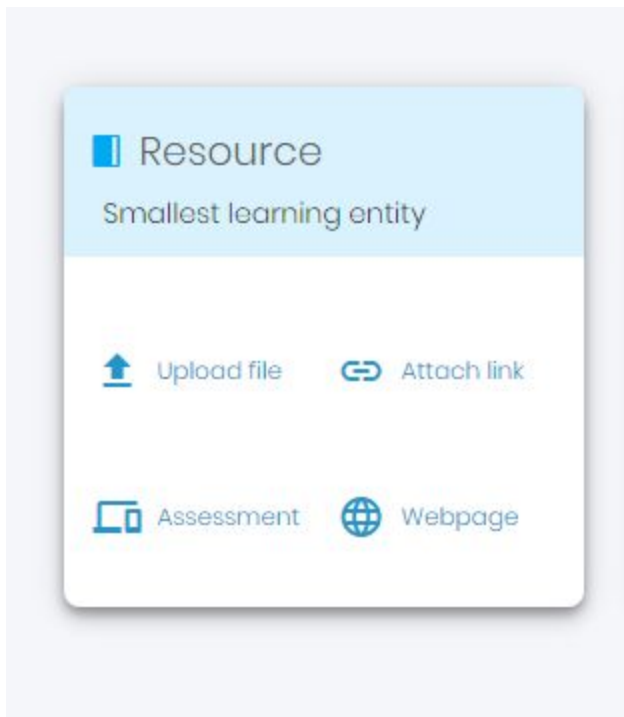 Resource
Smallest learning entity
Upload file
Attach link
Assessment
Webpage